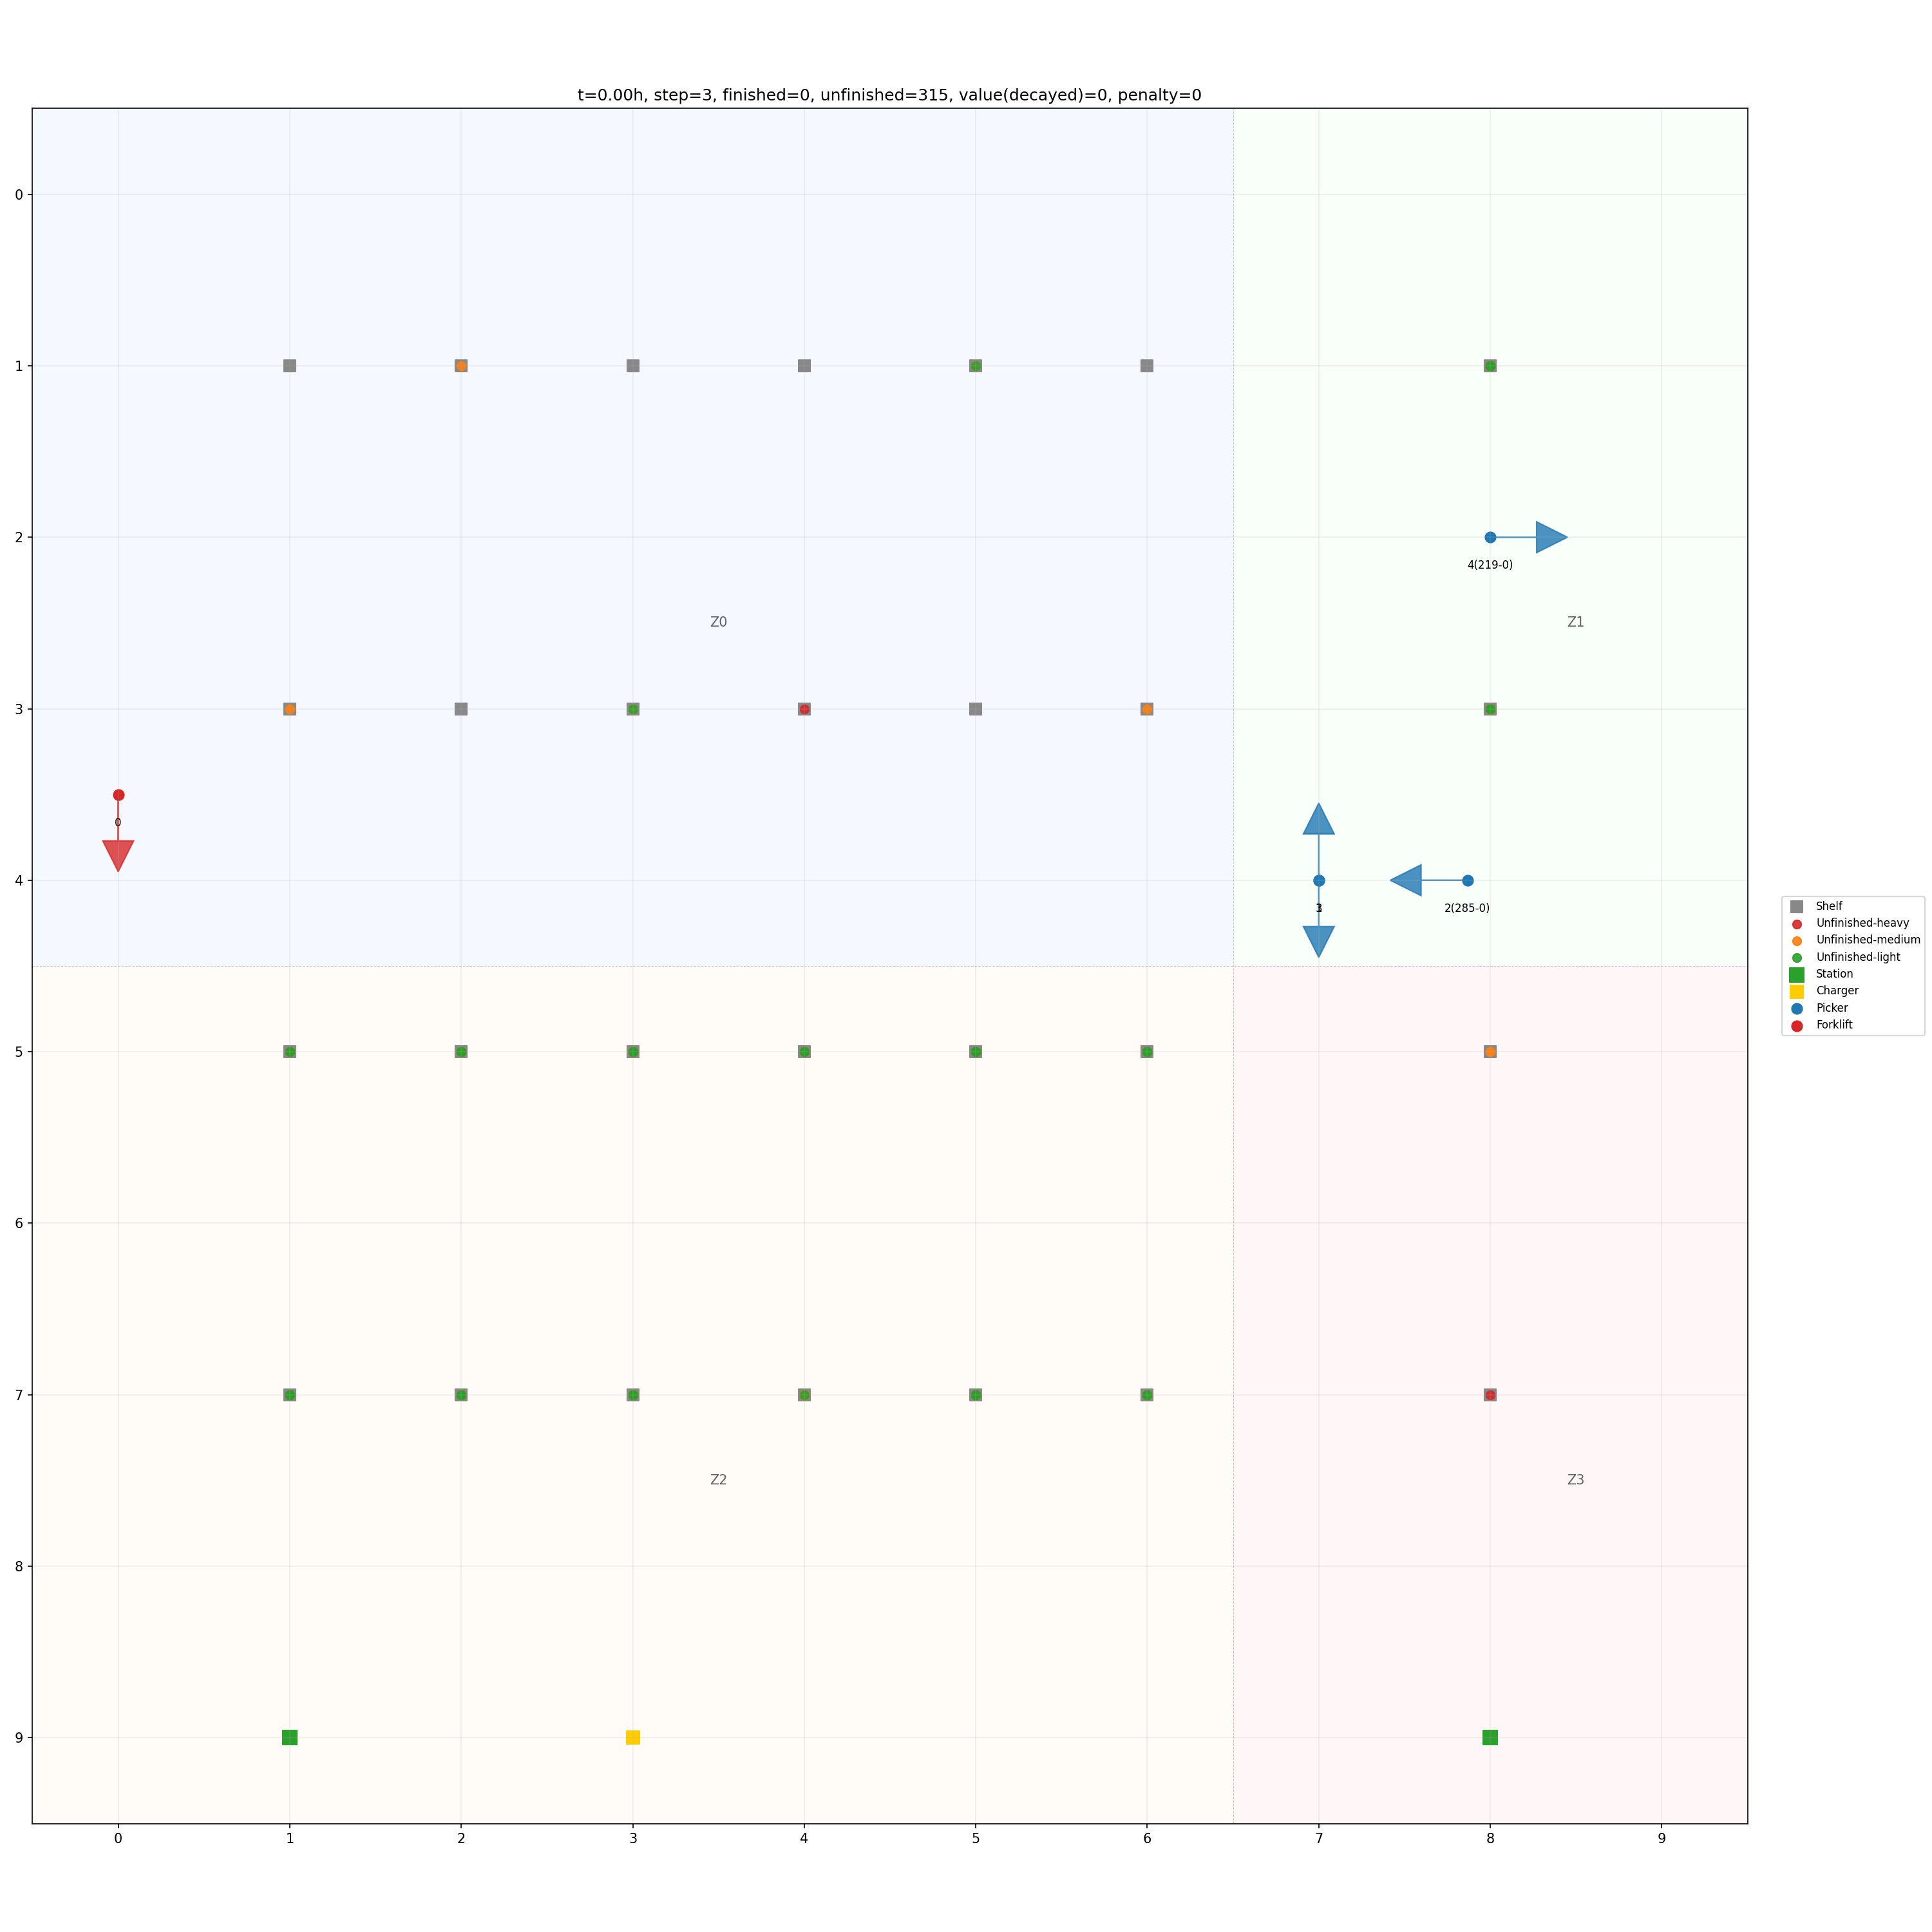 t=0.00h, step=3, finished=0, unfinished=315, value(decayed)=0, penalty=0
0
1
4(219-0)
2
Z0
Z1
3
0
4
2(285-0)
Shelf
Unfinished-heavy
Unfinished-medium
Unfinished-light
Station
Charger
Picker
Forklift
5
6
7
Z2
Z3
8
9
0 1 2 3 4 5 6 7 8 9